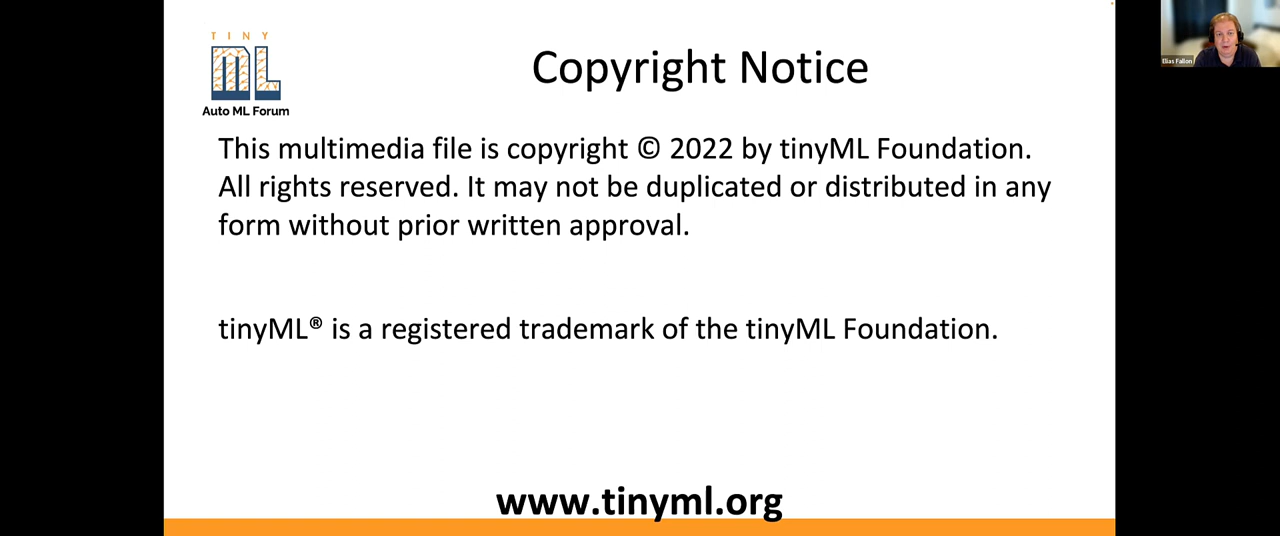 TINY
ML
Auto ML Forum
Copyright Notice
Elias Fallon
This multimedia file is copyright © 2022 by tinyML Foundation.
All rights reserved. It may not be duplicated or distributed in any
form without prior written approval.
tinyML® is a registered trademark of the tinyML Foundation.
www.tinyml.org